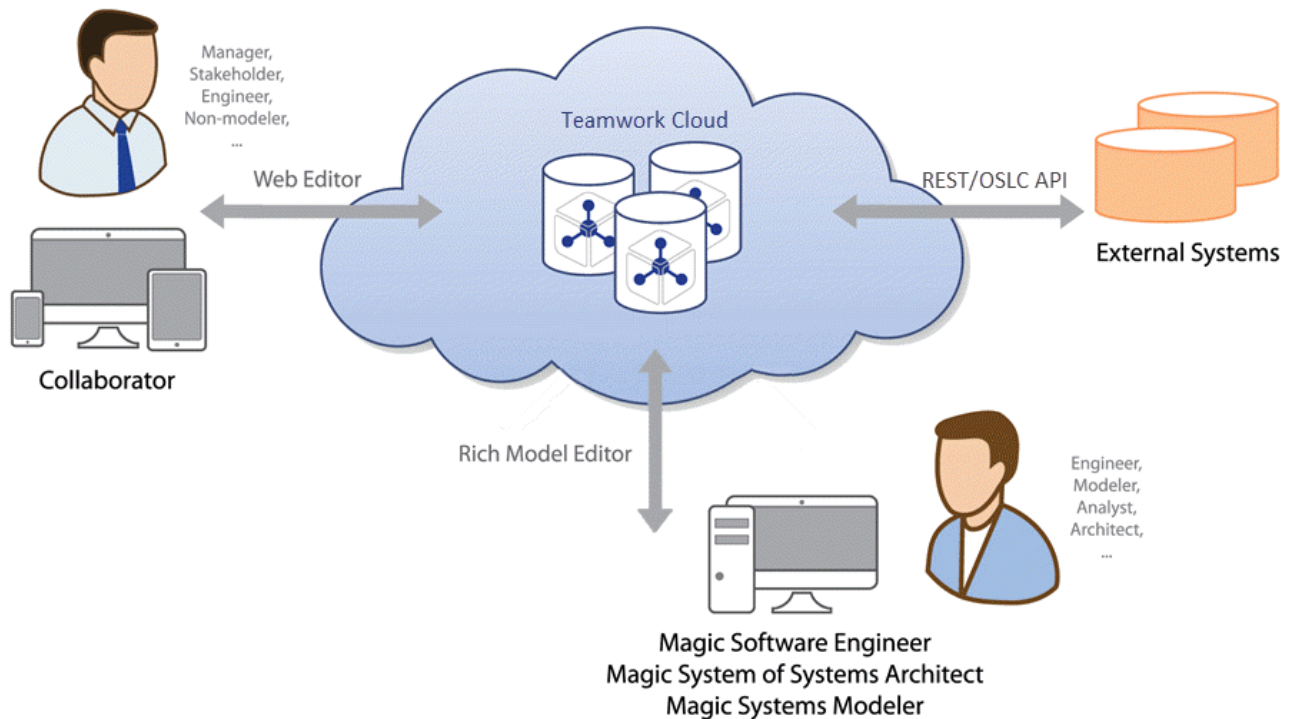 Manager,
Stakeholder,
Engineer,
Non-modeler,
...
Web Editor
Collaborator
Teamwork Cloud
REST/OSLC API
External Systems
Rich Model Editor
Engineer,
Modeler,
Analyst,
Architect,
...
Magic Software Engineer
Magic System of Systems Architect
Magic Systems Modeler